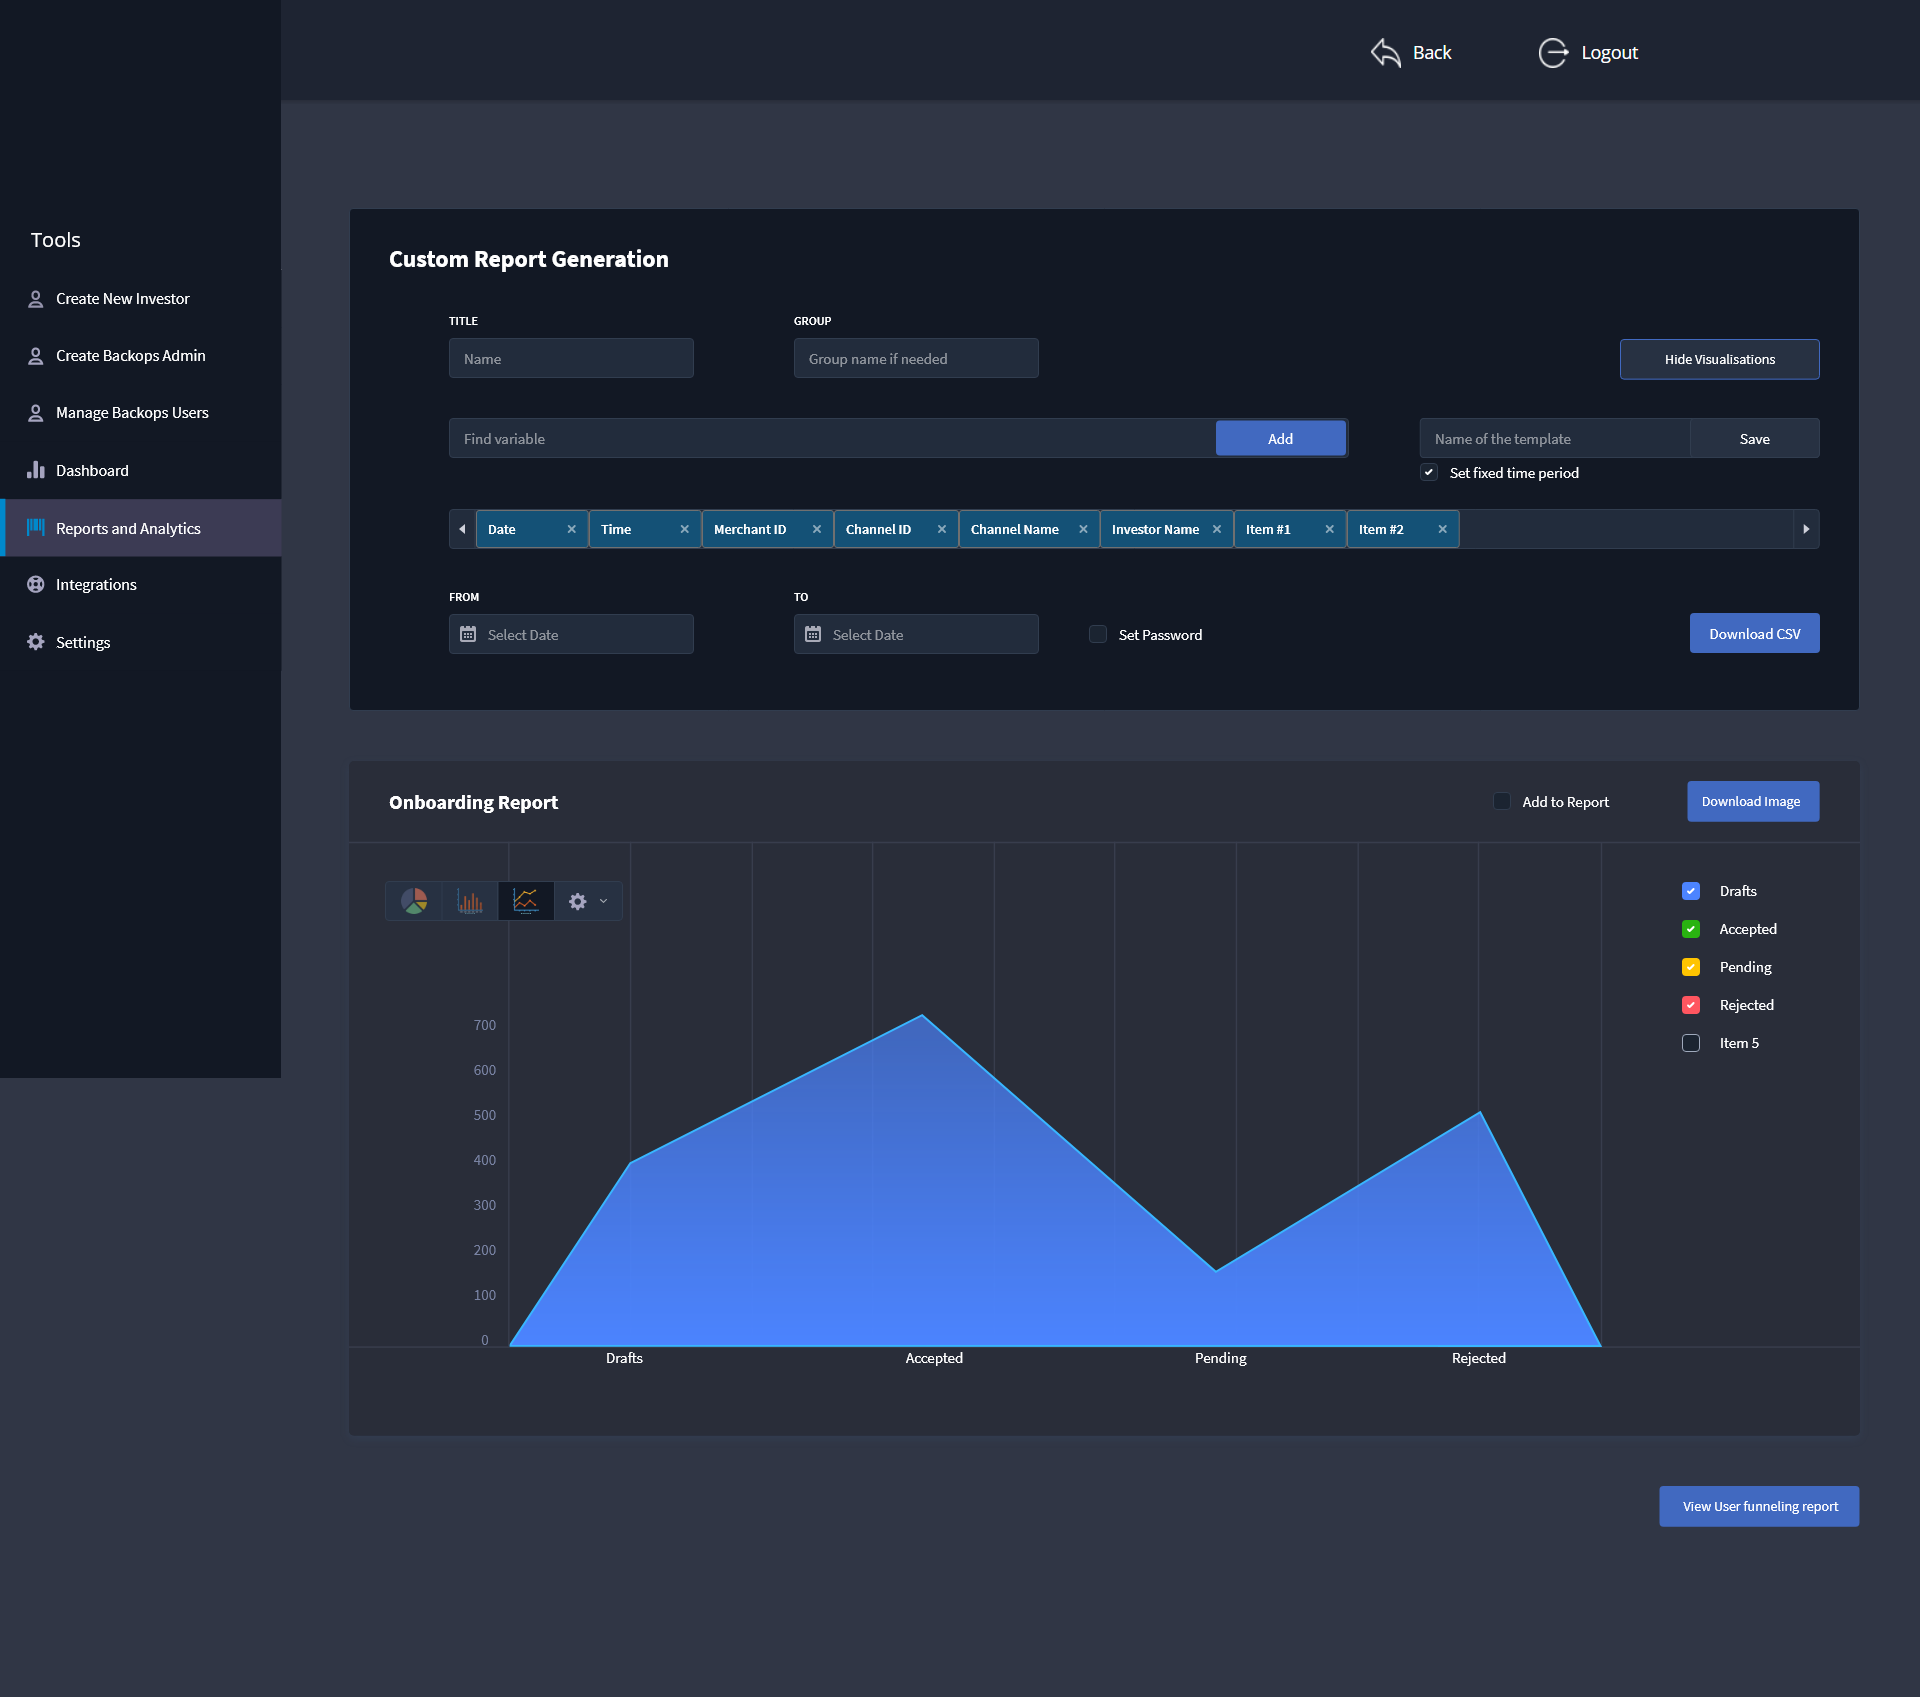 Back
Logout
Tools
Create New Investor
Create Backops Admin
Manage Backops Users
Dashboard
Reports and Analytics
Integrations
Settings
Custom Report Generation
TITLE
GROUP
Name
Group name if needed
Hide Visualisations
Find variable
Add
Name of the template
Save
Set fixed time period
Date
Time
Merchant ID
Channel ID
Channel Name
Investor Name
Item #1
Item #2
FROM
TO
Select Date
Select Date
Set Password
Download CSV
Onboarding Report
Add to Report
Download Image
Drafts
Accepted
Pending
Rejected
Item 5
700
600
500
400
300
200
100
0
Drafts
Accepted
Pending
Rejected
View User funneling report